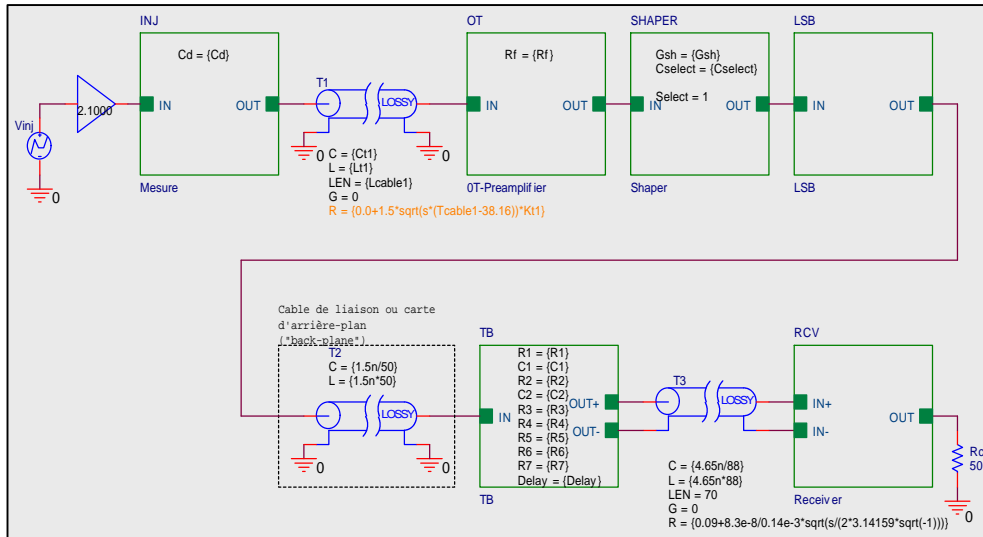 INJ
OT
SHAPER
LSB
Cd = {Cd}
Rf = {Rf}
Gsh = {Gsh}
Cselect = {Cselect}
Select = 1
T1
2.1000
IN
OUT
LOSSY
IN
OUT
IN
OUT
IN
OUT
Vinj
0
0
0
C = {Ct1}
L = {Lt1}
LEN = {Lcable1}
G = 0
R = {0.0+1.5*sqrt(s*(Tcable1-38.16))*Kt1}
Mesure
0T-Preamplifier
Shaper
LSB
Cable de liaison ou carte
d'arrière-plan
("back-plane")
T2
C = {1.5n/50}
L = {1.5n*50}
LOSSY
0
0
TB
R1 = {R1}
C1 = {C1}
R2 = {R2}
C2 = {C2}
R3 = {R3}
R4 = {R4}
R5 = {R5}
R6 = {R6}
R7 = {R7}
Delay = {Delay}
IN
OUT+
OUT-
TB
T3
LOSSY
C = {4.65n/88}
L = {4.65n*88}
LEN = 70
G = 0
R = {0.09+8.3e-8/0.14e-3*sqrt(s/(2*3.14159*sqrt(-1)))}
RCV
IN+
IN-
OUT
Receiver
50
0